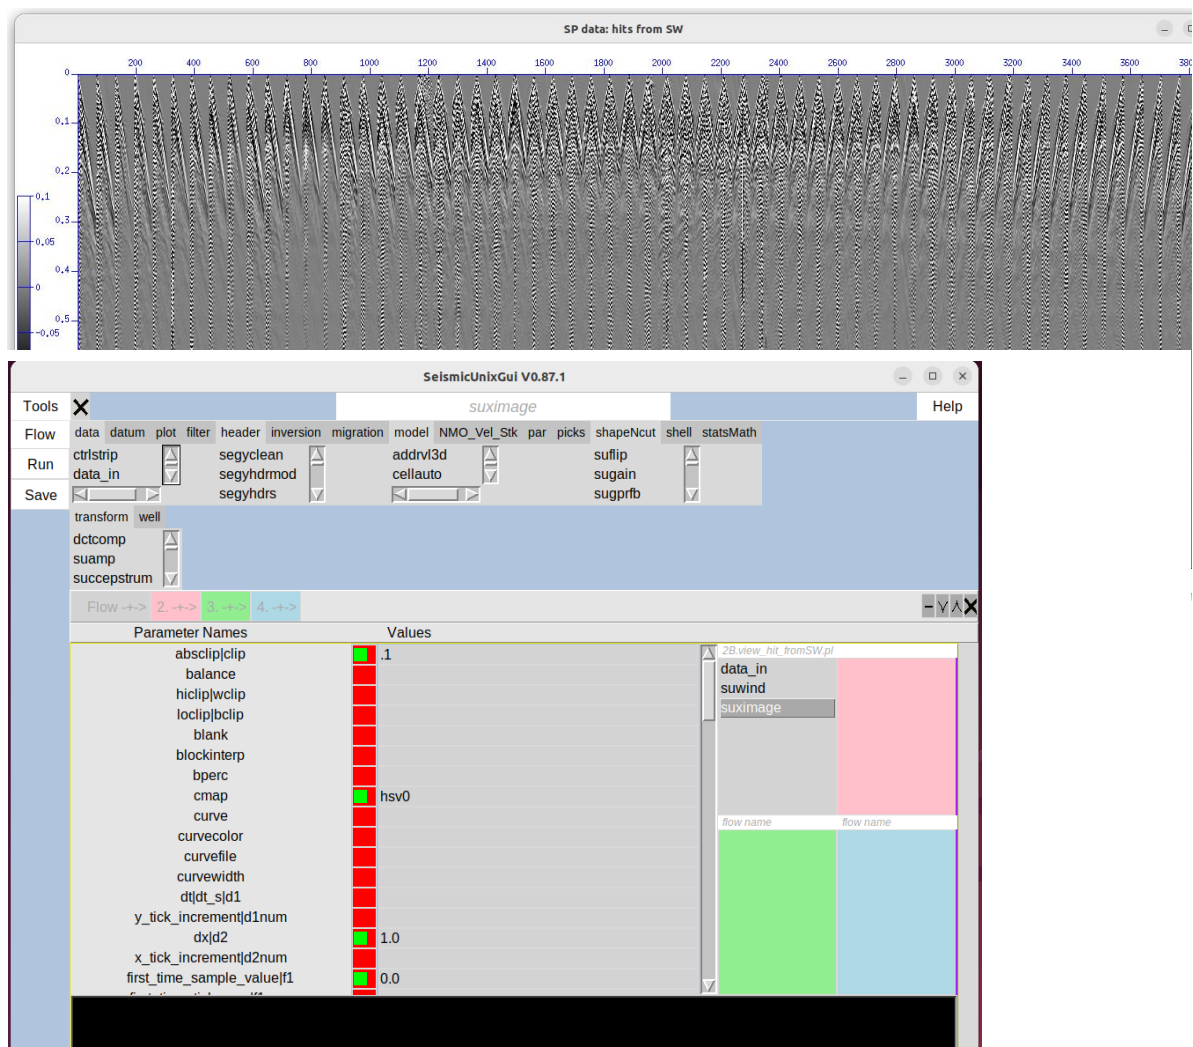 SP data: hits from SW
200 400 600 800 1000 1200 1400 1600 1800 2000 2200 2400 2600 2800 3000 3200 3400 3600 3800
0
0.1
0.2
0.3
0.4
0.5
0.1
0.05
0
-0.05
SeismicUnixGui V0.87.1
Tools suximage Help
Flow data datum plot filter header inversion migration model NMO_Vel_Stk par picks shapeNcut shell statsMath
ctrlstrip segyclean addrvl3d suflip
Run data_in segyhdrmod cellauto sugain
Save segyhdrs sugprfb
transform well
dctcomp
suamp
succepstrum
Flow -+-> 2. -+-> 3. -+-> 4. -+->
Parameter Names Values
absclip|clip .1
balance
hiclip|wclip
loclip|bclip
blank
blockinterp
bperc
cmap hsv0
curve
curvecolor
curvefile
curvewidth
dt|dt_s|d1
y_tick_increment|d1num
dx|d2 1.0
x_tick_increment|d2num
first_time_sample_value|f1 0.0
2B.view_hit_fromSW.pl
data_in
suwind
suximage
flow name flow name